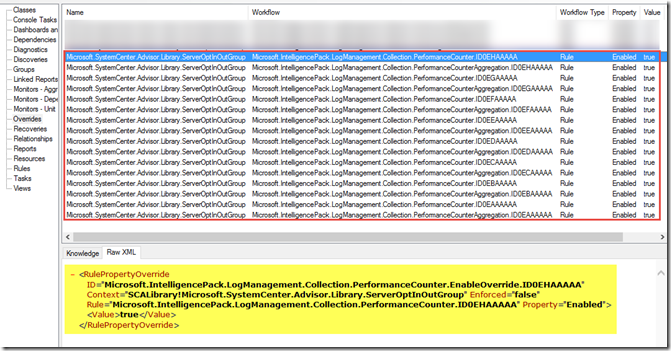 Classes
Console Tasks
Dashboards an
Dependencies
Diagnostics
Discoveries
Groups
Linked Reports
Monitors - Aggr
Monitors - Depe
Monitors - Unit
Overrides
Recoveries
Relationships
Reports
Resources
Rules
Tasks
Views
Name Workflow Workflow Type Property Value
Microsoft.SystemCenter.Advisor.Library.ServerOptInOutGroup Microsoft.IntelligencePack.LogManagement.Collection.PerformanceCounter.ID0EHAAAAA Rule Enabled true
Microsoft.SystemCenter.Advisor.Library.ServerOptInOutGroup Microsoft.IntelligencePack.LogManagement.Collection.PerformanceCounterAggregation.ID0EHAAAAA Rule Enabled true
Microsoft.SystemCenter.Advisor.Library.ServerOptInOutGroup Microsoft.IntelligencePack.LogManagement.Collection.PerformanceCounter.ID0EGAAAAA Rule Enabled true
Microsoft.SystemCenter.Advisor.Library.ServerOptInOutGroup Microsoft.IntelligencePack.LogManagement.Collection.PerformanceCounterAggregation.ID0EGAAAAA Rule Enabled true
Microsoft.SystemCenter.Advisor.Library.ServerOptInOutGroup Microsoft.IntelligencePack.LogManagement.Collection.PerformanceCounter.ID0EFAAAAA Rule Enabled true
Microsoft.SystemCenter.Advisor.Library.ServerOptInOutGroup Microsoft.IntelligencePack.LogManagement.Collection.PerformanceCounterAggregation.ID0EFAAAAA Rule Enabled true
Microsoft.SystemCenter.Advisor.Library.ServerOptInOutGroup Microsoft.IntelligencePack.LogManagement.Collection.PerformanceCounter.ID0EEAAAAA Rule Enabled true
Microsoft.SystemCenter.Advisor.Library.ServerOptInOutGroup Microsoft.IntelligencePack.LogManagement.Collection.PerformanceCounterAggregation.ID0EEAAAAA Rule Enabled true
Microsoft.SystemCenter.Advisor.Library.ServerOptInOutGroup Microsoft.IntelligencePack.LogManagement.Collection.PerformanceCounter.ID0EDAAAAA Rule Enabled true
Microsoft.SystemCenter.Advisor.Library.ServerOptInOutGroup Microsoft.IntelligencePack.LogManagement.Collection.PerformanceCounterAggregation.ID0EDAAAAA Rule Enabled true
Microsoft.SystemCenter.Advisor.Library.ServerOptInOutGroup Microsoft.IntelligencePack.LogManagement.Collection.PerformanceCounter.ID0ECAAAAA Rule Enabled true
Microsoft.SystemCenter.Advisor.Library.ServerOptInOutGroup Microsoft.IntelligencePack.LogManagement.Collection.PerformanceCounterAggregation.ID0ECAAAAA Rule Enabled true
Microsoft.SystemCenter.Advisor.Library.ServerOptInOutGroup Microsoft.IntelligencePack.LogManagement.Collection.PerformanceCounter.ID0EBAAAAA Rule Enabled true
Microsoft.SystemCenter.Advisor.Library.ServerOptInOutGroup Microsoft.IntelligencePack.LogManagement.Collection.PerformanceCounterAggregation.ID0EBAAAAA Rule Enabled true
Microsoft.SystemCenter.Advisor.Library.ServerOptInOutGroup Microsoft.IntelligencePack.LogManagement.Collection.PerformanceCounter.ID0EAAAAAA Rule Enabled true
Microsoft.SystemCenter.Advisor.Library.ServerOptInOutGroup Microsoft.IntelligencePack.LogManagement.Collection.PerformanceCounterAggregation.ID0EAAAAAA Rule Enabled true
Knowledge Raw XML
- <RulePropertyOverride
ID="Microsoft.IntelligencePack.LogManagement.Collection.PerformanceCounter.EnableOverride.ID0EHAAAAA"
Context="SCALibrary!Microsoft.SystemCenter.Advisor.Library.ServerOptInOutGroup" Enforced="false"
Rule="Microsoft.IntelligencePack.LogManagement.Collection.PerformanceCounter.ID0EHAAAAA" Property="Enabled">
<Value>true</Value>
</RulePropertyOverride>